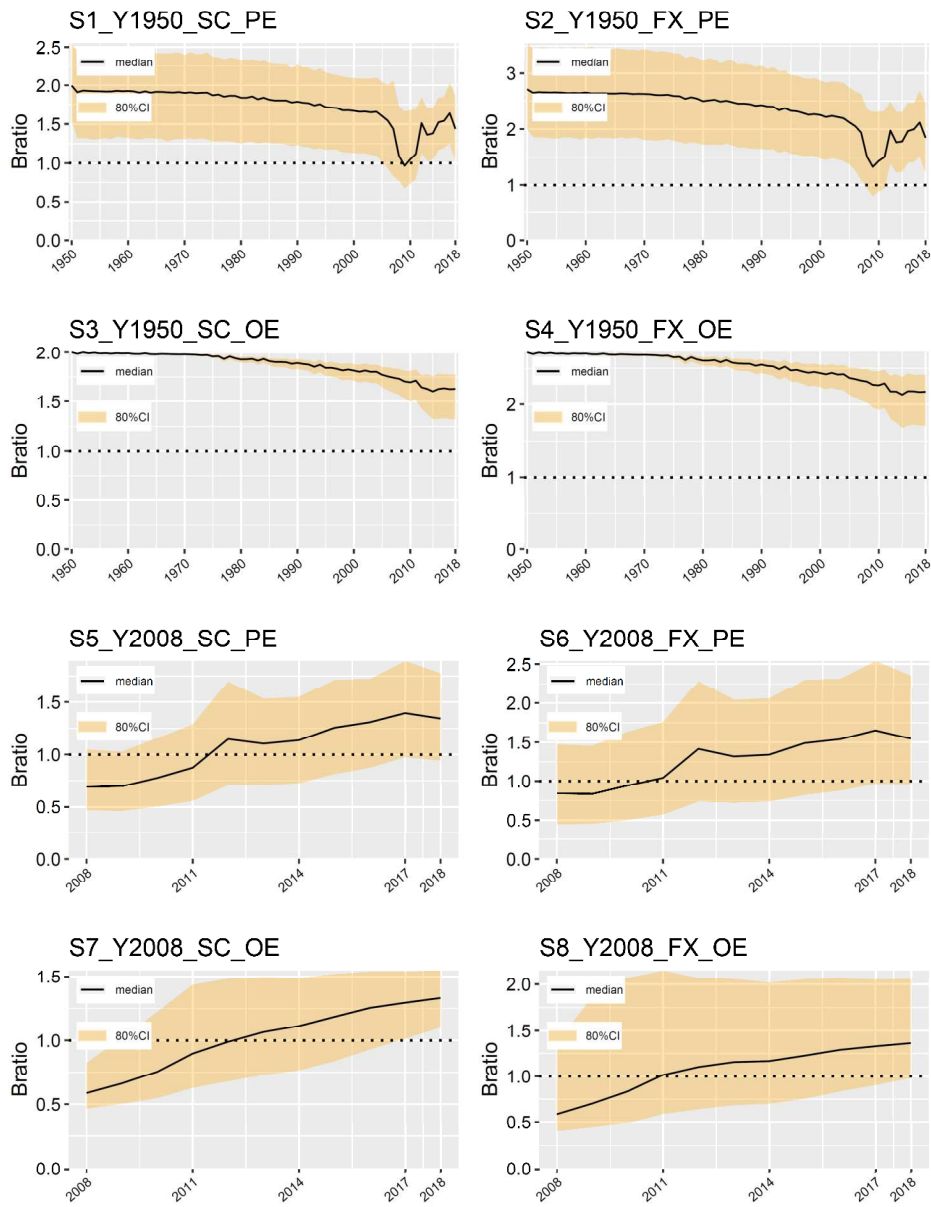 S1_Y1950_SC_PE
Bratio
2.5
2.0
1.5
1.0
0.5
0.0
median
80%CI
1950
1960
1970
1980
1990
2000
2010
2018
S2_Y1950_FX_PE
Bratio
3
2
1
0
median
80%CI
1950
1960
1970
1980
1990
2000
2010
2018
S3_Y1950_SC_OE
Bratio
2.0
1.5
1.0
0.5
0.0
median
80%CI
1950
1960
1970
1980
1990
2000
2010
2018
S4_Y1950_FX_OE
Bratio
2
1
0
median
80%CI
1950
1960
1970
1980
1990
2000
2010
2018
S5_Y2008_SC_PE
Bratio
1.5
1.0
0.5
0.0
median
80%CI
2008
2011
2014
2017
2018
S6_Y2008_FX_PE
Bratio
2.5
2.0
1.5
1.0
0.5
0.0
median
80%CI
2008
2011
2014
2017
2018
S7_Y2008_SC_OE
Bratio
1.5
1.0
0.5
0.0
median
80%CI
2008
2011
2014
2017
2018
S8_Y2008_FX_OE
Bratio
2.0
1.5
1.0
0.5
0.0
median
80%CI
2008
2011
2014
2017
2018